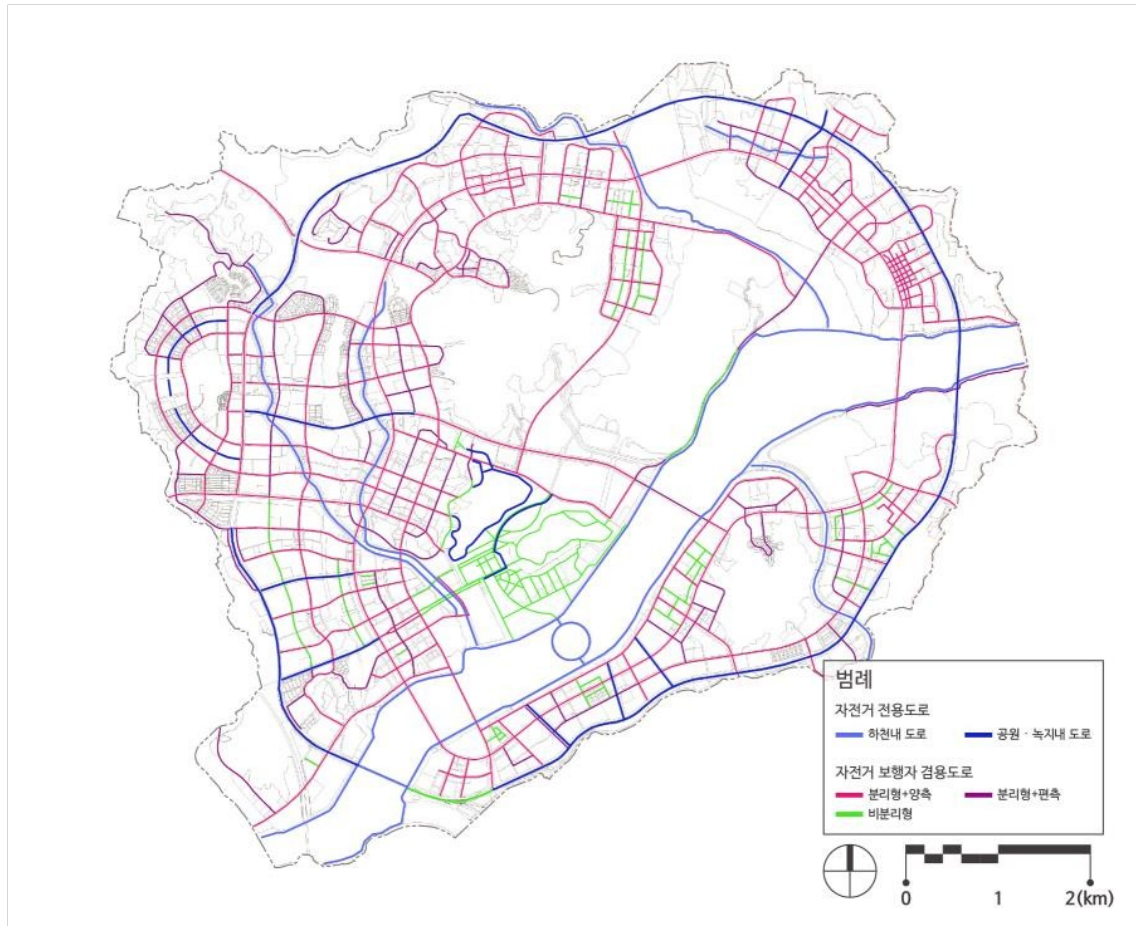 범례
자전거 전용도로
하천내 도로
공원 · 녹지내 도로
자전거 보행자 겸용도로
분리형+양측
분리형+편측
비분리형
0 1 2(km)